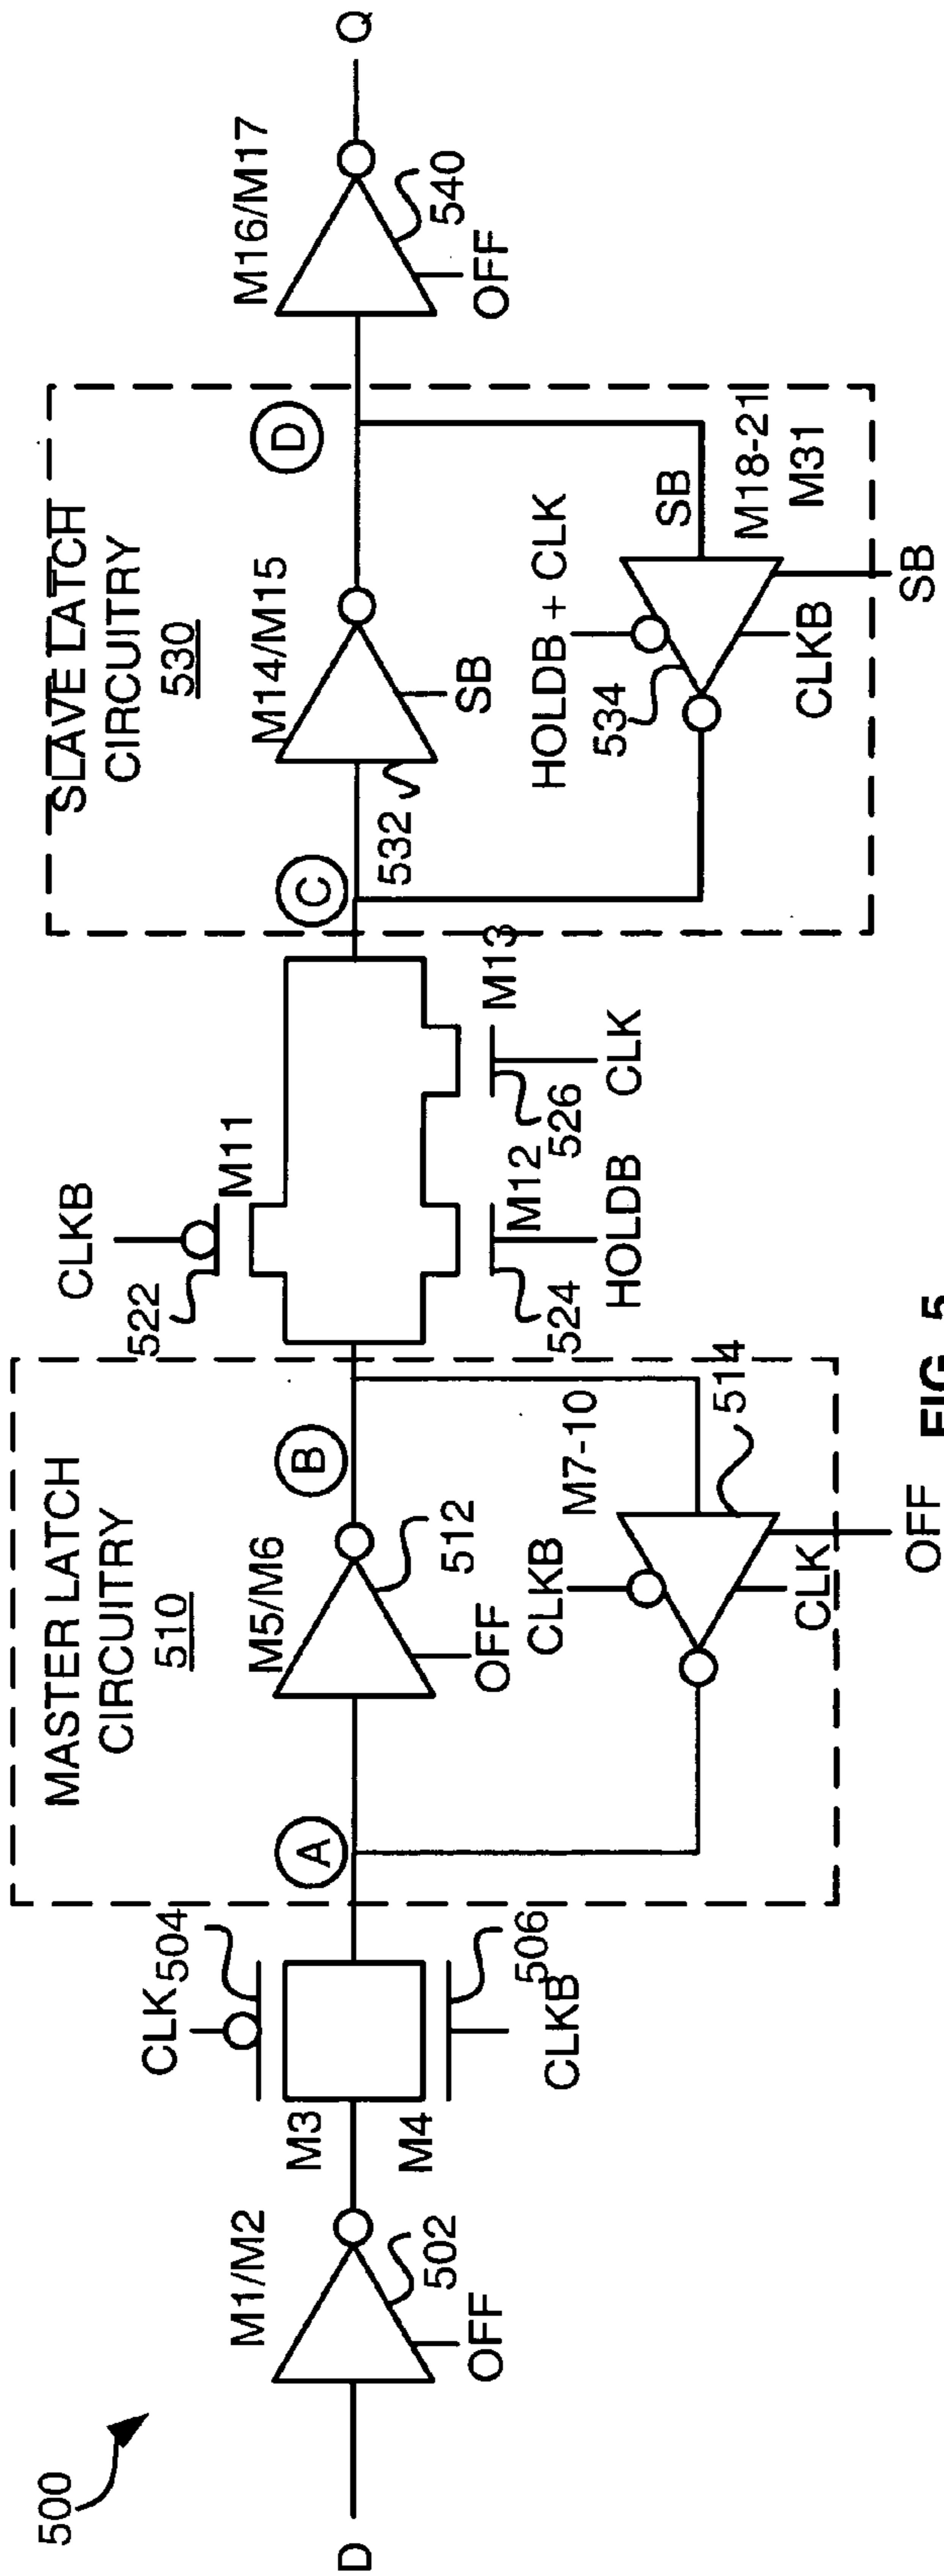 500
D
M1/M2
502
OFF
M3
M4
CLK
504
506
CLKB
MASTER LATCH
CIRCUITRY
510
A
M5/M6
512
OFF
B
CLKB
M7-10
514
CLK
OFF
CLKB
522
M11
M12
524
HOLDB
M13
526
CLK
SLAVE LATCH
CIRCUITRY
530
C
532
M14/M15
SB
D
HOLDB + CLK
534
SB
CLKB
M18-21
M31
SB
M16/M17
540
OFF
Q
FIG. 5